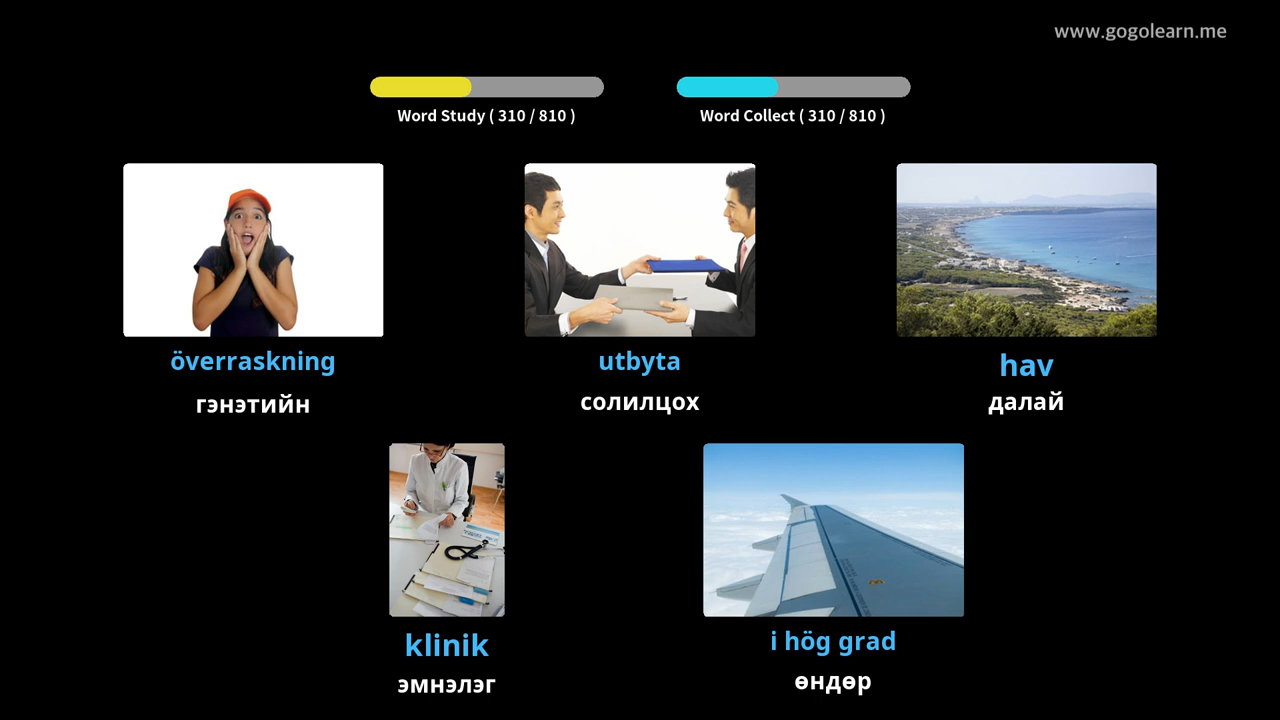 www.gogolearn.me
Word Study ( 310 / 810 )
Word Collect ( 310 / 810 )
överraskning
гэнэтийн
utbyta
солилцох
hav
далай
klinik
эмнэлэг
i hög grad
өндөр